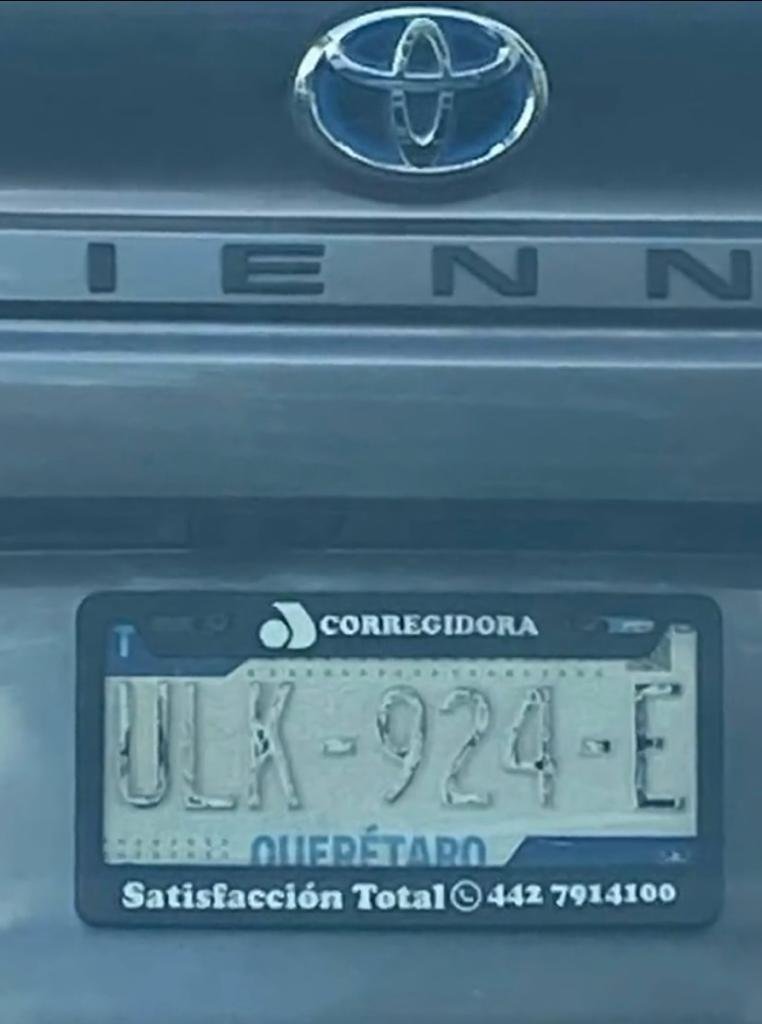 IENN
CORREGIDORA
T
ULK-924-E
QUERÉTARO
Satisfacción Total 442 7914100